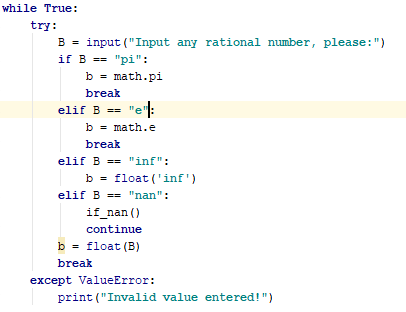 while True:
    try:
        B = input("Input any rational number, please:")
        if B == "pi":
            b = math.pi
            break
        elif B == "e":
            b = math.e
            break
        elif B == "inf":
            b = float('inf')
        elif B == "nan":
            if_nan()
            continue
        b = float(B)
        break
    except ValueError:
        print("Invalid value entered!")